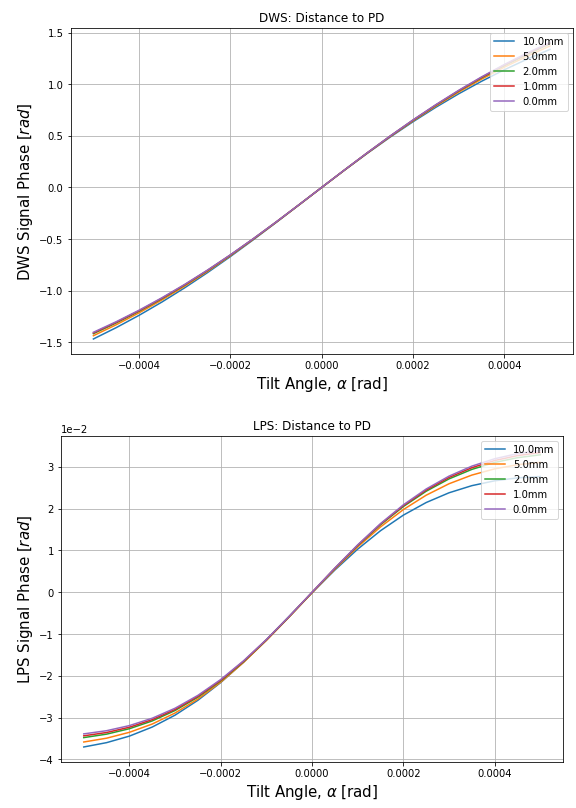 DWS: Distance to PD
1.5
1.0
0.5
0.0
−0.5
−1.0
−1.5
DWS Signal Phase [rad]
10.0mm
5.0mm
2.0mm
1.0mm
0.0mm
−0.0004 −0.0002 0.0000 0.0002 0.0004
Tilt Angle, α [rad]
LPS: Distance to PD
1e−2
3
2
1
0
−1
−2
−3
−4
LPS Signal Phase [rad]
10.0mm
5.0mm
2.0mm
1.0mm
0.0mm
−0.0004 −0.0002 0.0000 0.0002 0.0004
Tilt Angle, α [rad]